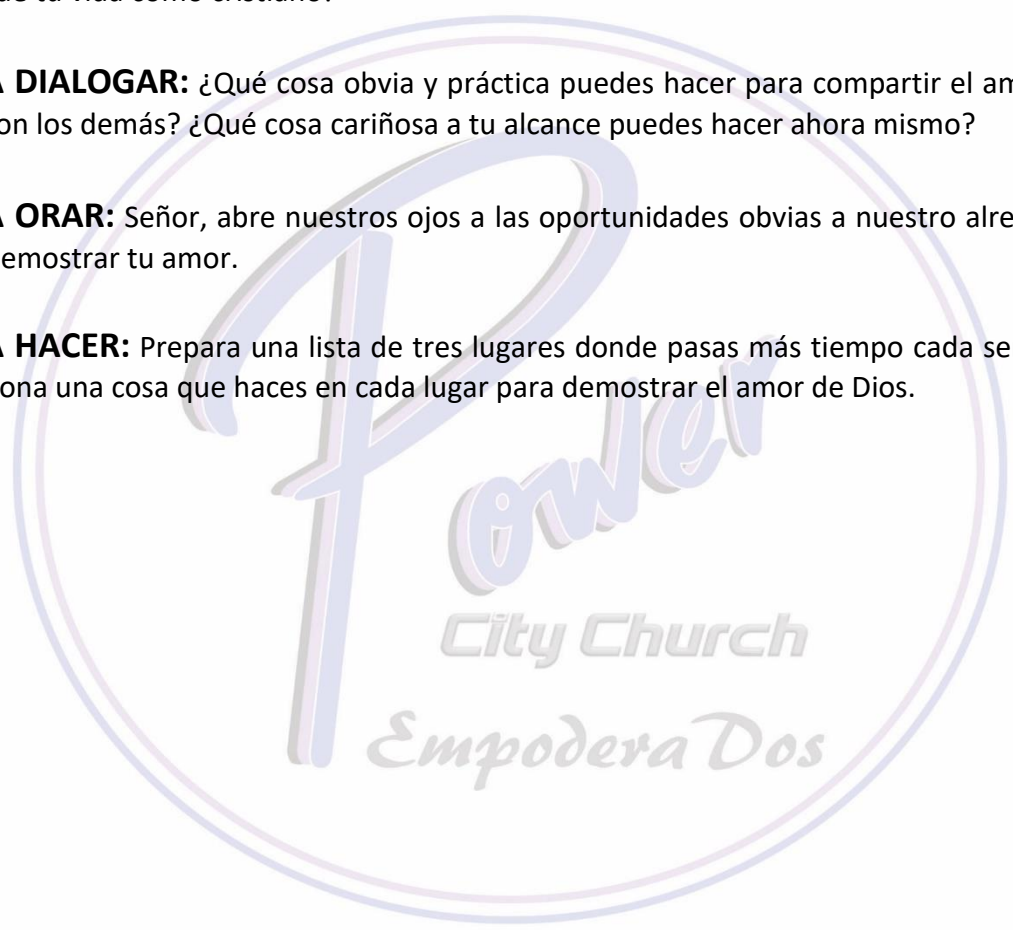 de tu vida como cristiano?
A DIALOGAR: ¿Qué cosa obvia y práctica puedes hacer para compartir el am
on los demás? ¿Qué cosa cariñosa a tu alcance puedes hacer ahora mismo?
A ORAR: Señor, abre nuestros ojos a las oportunidades obvias a nuestro alre
emostrar tu amor.
A HACER: Prepara una lista de tres lugares donde pasas más tiempo cada se
ona una cosa que haces en cada lugar para demostrar el amor de Dios.
Power
City Church
Empodera Dos